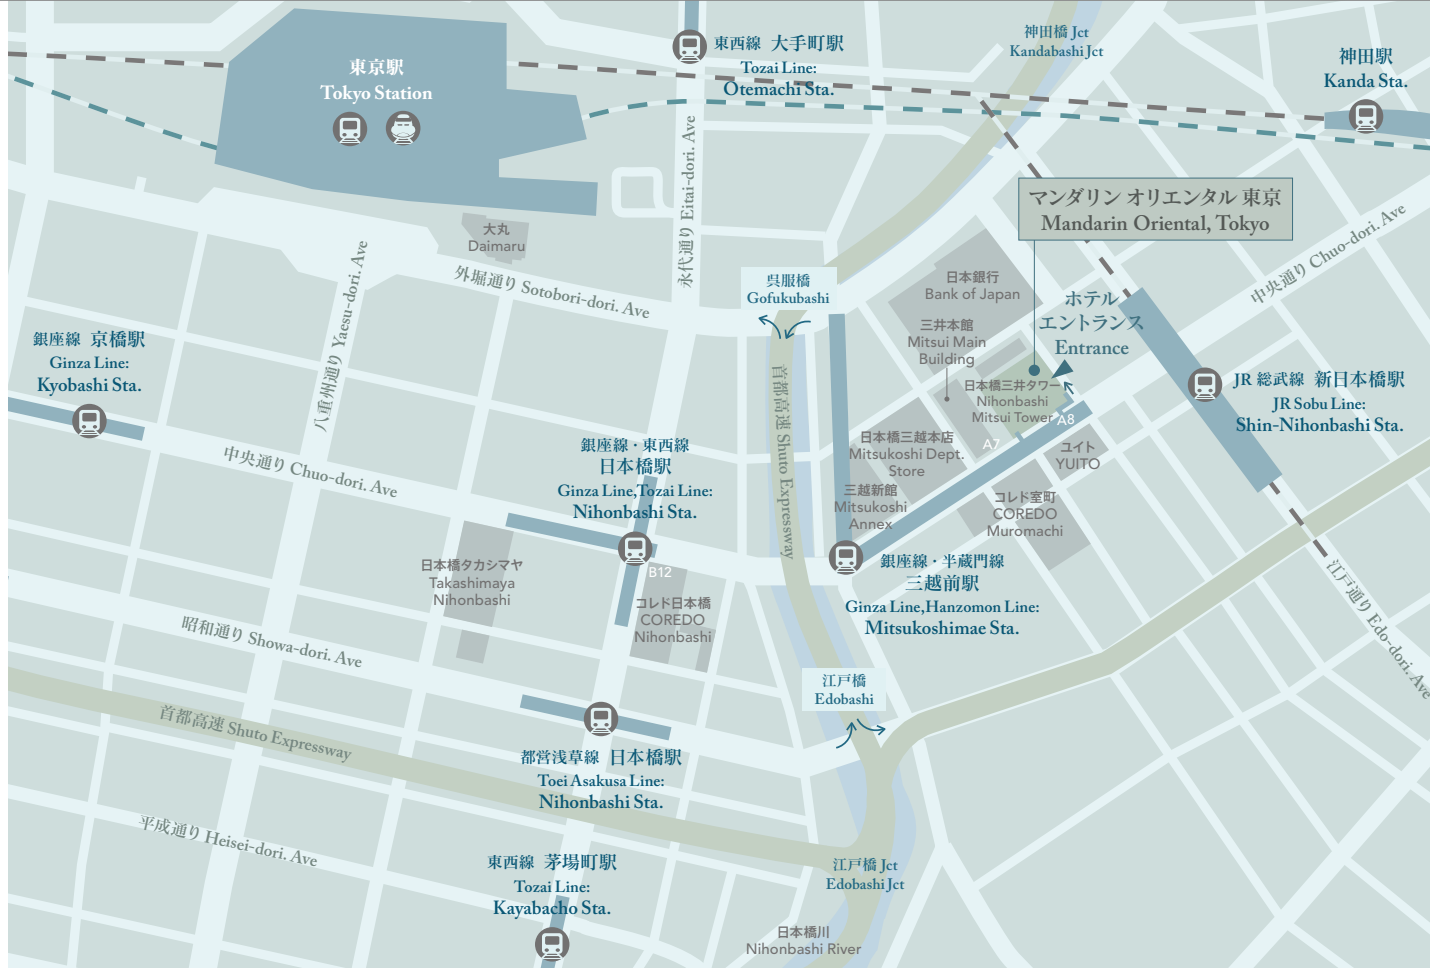 東京駅
Tokyo Station
東西線 大手町駅
Tozai Line:
Otemachi Sta.
神田橋 Jct
Kandabashi Jct
神田駅
Kanda Sta.
永代通り Eitai-dori. Ave
マンダリン オリエンタル 東京
Mandarin Oriental, Tokyo
大丸
Daimaru
外堀通り Sotobori-dori. Ave
八重洲通り Yaesu-dori. Ave
呉服橋
Gofukubashi
日本銀行
Bank of Japan
三井本館
Mitsui Main
Building
ホテル
エントランス
Entrance
中央通り Chuo-dori. Ave
銀座線 京橋駅
Ginza Line:
Kyobashi Sta.
日本橋三井タワー
Nihonbashi
Mitsui Tower
A8
A7
JR 総武線 新日本橋駅
JR Sobu Line:
Shin-Nihonbashi Sta.
首都高速 Shuto Expressway
日本橋三越本店
Mitsukoshi Dept.
Store
ユイト
YUITO
三越新館
Mitsukoshi
Annex
コレド室町
COREDO
Muromachi
中央通り Chuo-dori. Ave
銀座線・東西線
日本橋駅
Ginza Line,Tozai Line:
Nihonbashi Sta.
B12
日本橋タカシマヤ
Takashimaya
Nihonbashi
コレド日本橋
COREDO
Nihonbashi
銀座線・半蔵門線
三越前駅
Ginza Line,Hanzomon Line:
Mitsukoshimae Sta.
江戸通り Edo-dori. Ave
昭和通り Showa-dori. Ave
江戸橋
Edobashi
首都高速 Shuto Expressway
都営浅草線 日本橋駅
Toei Asakusa Line:
Nihonbashi Sta.
平成通り Heisei-dori. Ave
東西線 茅場町駅
Tozai Line:
Kayabacho Sta.
江戸橋 Jct
Edobashi Jct
日本橋川
Nihonbashi River